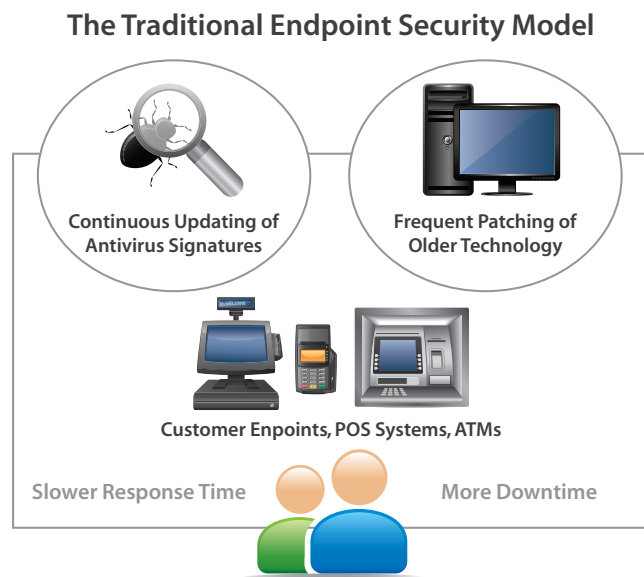 The Traditional Endpoint Security Model
Continuous Updating of
Antivirus Signatures
Frequent Patching of
Older Technology
WELCOME
Customer Enpoints, POS Systems, ATMs
Slower Response Time
More Downtime